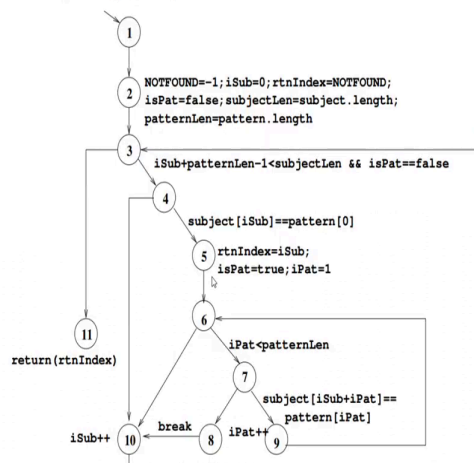 1
2
NOTFOUND=-1;iSub=0;rtnIndex=NOTFOUND;
isPat=false;subjectLen=subject.length;
patternLen=pattern.length
3
iSub+patternLen-1<subjectLen && isPat==false
4
subject[iSub]==pattern[0]
5
rtnIndex=iSub;
isPat=true;iPat=1
6
11
return(rtnIndex)
iPat<patternLen
7
subject[iSub+iPat]==
pattern[iPat]
iSub++
10
break
8
iPat++
9